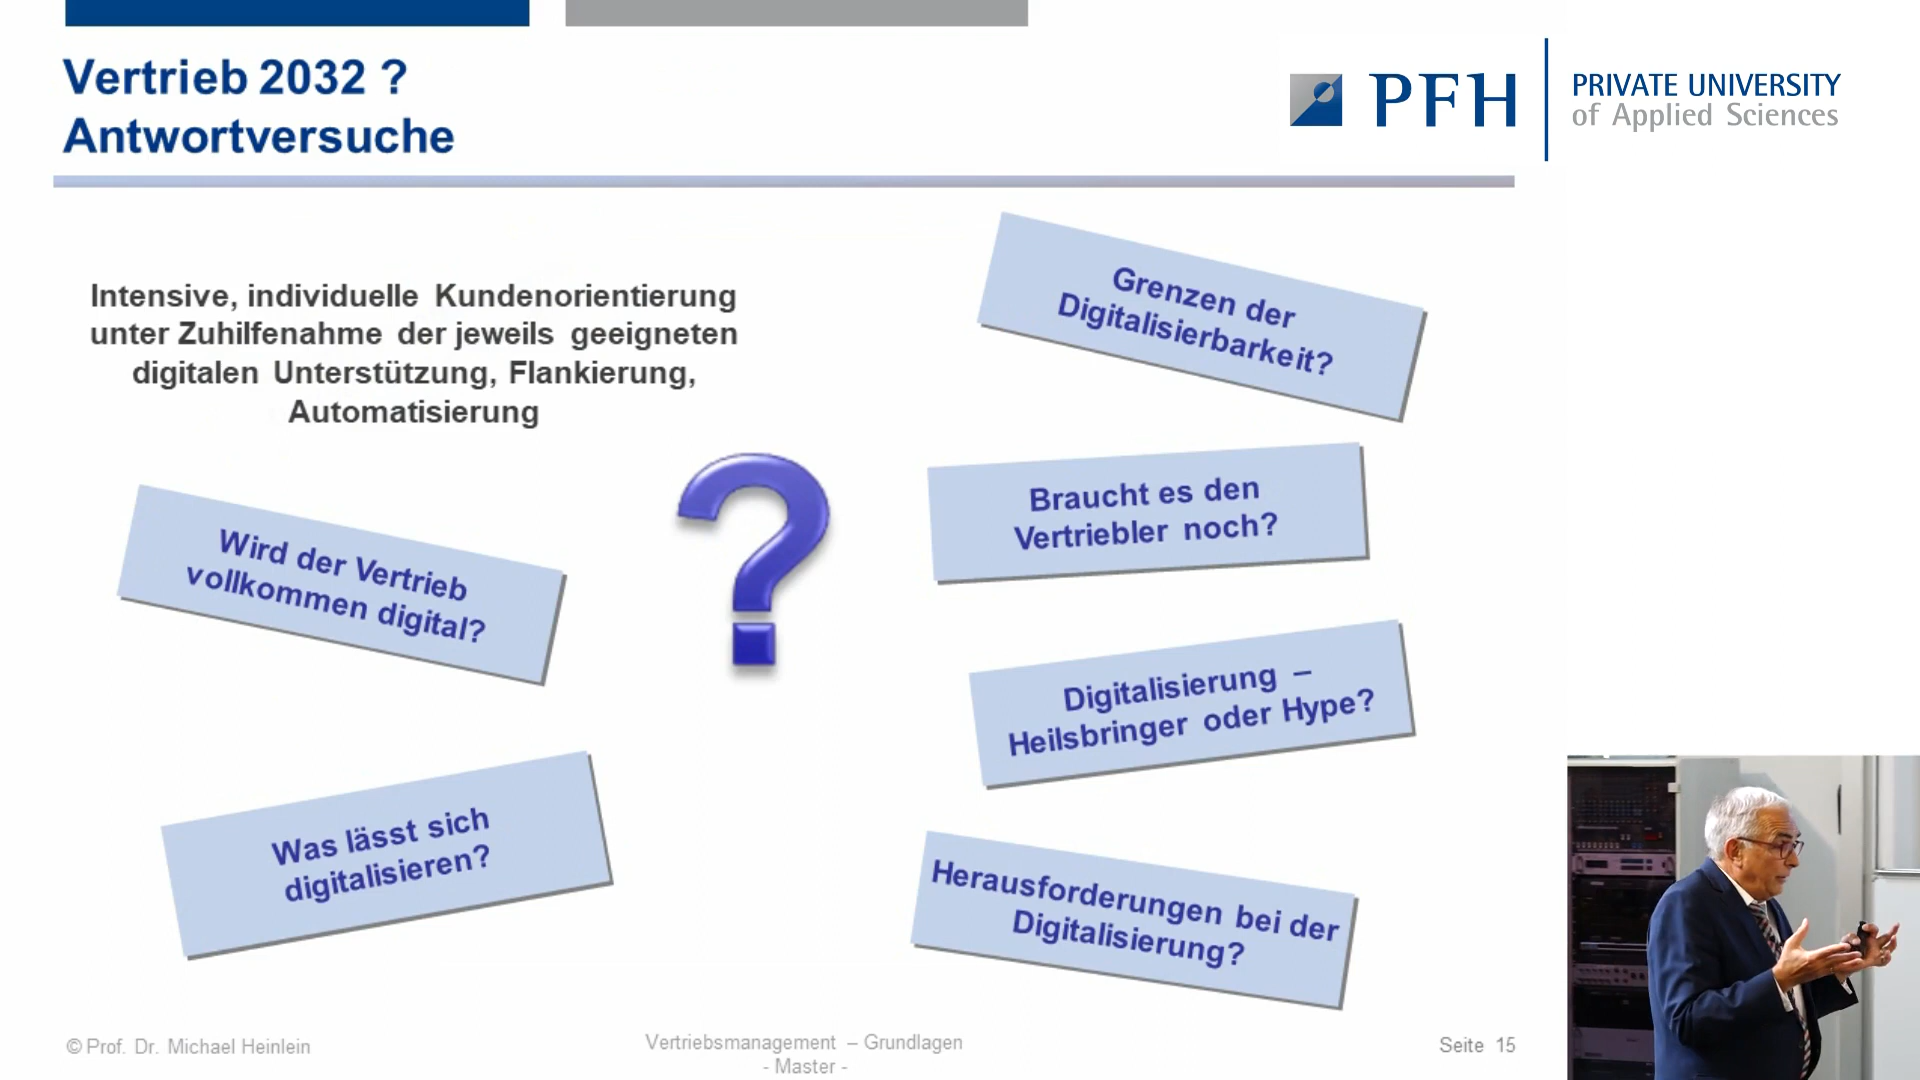 Vertrieb 2032 ?
Antwortversuche
PFH
PRIVATE UNIVERSITY
of Applied Sciences
Intensive, individuelle Kundenorientierung
unter Zuhilfenahme der jeweils geeigneten
digitalen Unterstützung, Flankierung,
Automatisierung
Grenzen der
Digitalisierbarkeit?
Braucht es den
Vertriebler noch?
?
Wird der Vertrieb
vollkommen digital?
Digitalisierung –
Heilsbringer oder Hype?
Was lässt sich
digitalisieren?
Herausforderungen bei der
Digitalisierung?
© Prof. Dr. Michael Heinlein
Vertriebsmanagement – Grundlagen
- Master -
Seite 15